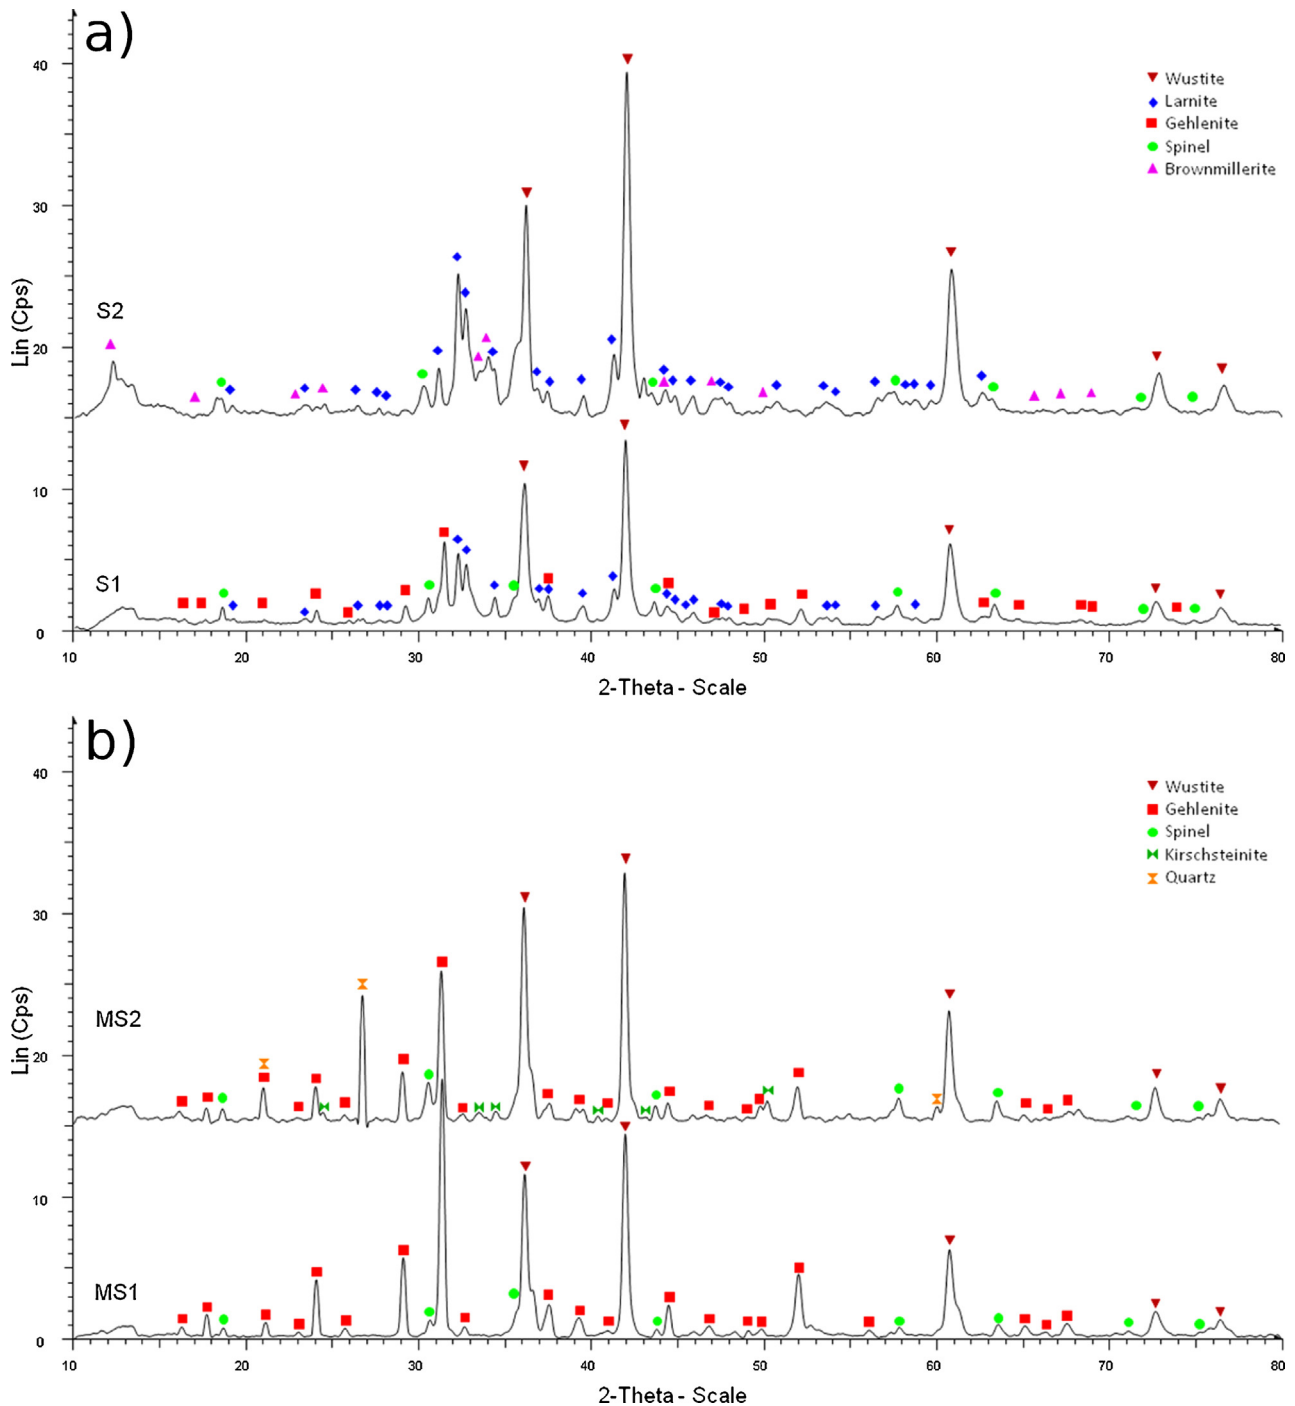 a)
40
Wustite
Larnite
Gehlenite
Spinel
Brownmillerite
30
Lin (Cps)
S2
20
10
S1
0
10 20 30 40 50 60 70 80
2-Theta - Scale
b)
40
Wustite
Gehlenite
Spinel
Kirschsteinite
Quartz
30
Lin (Cps)
MS2
20
10
MS1
0
10 20 30 40 50 60 70 80
2-Theta - Scale